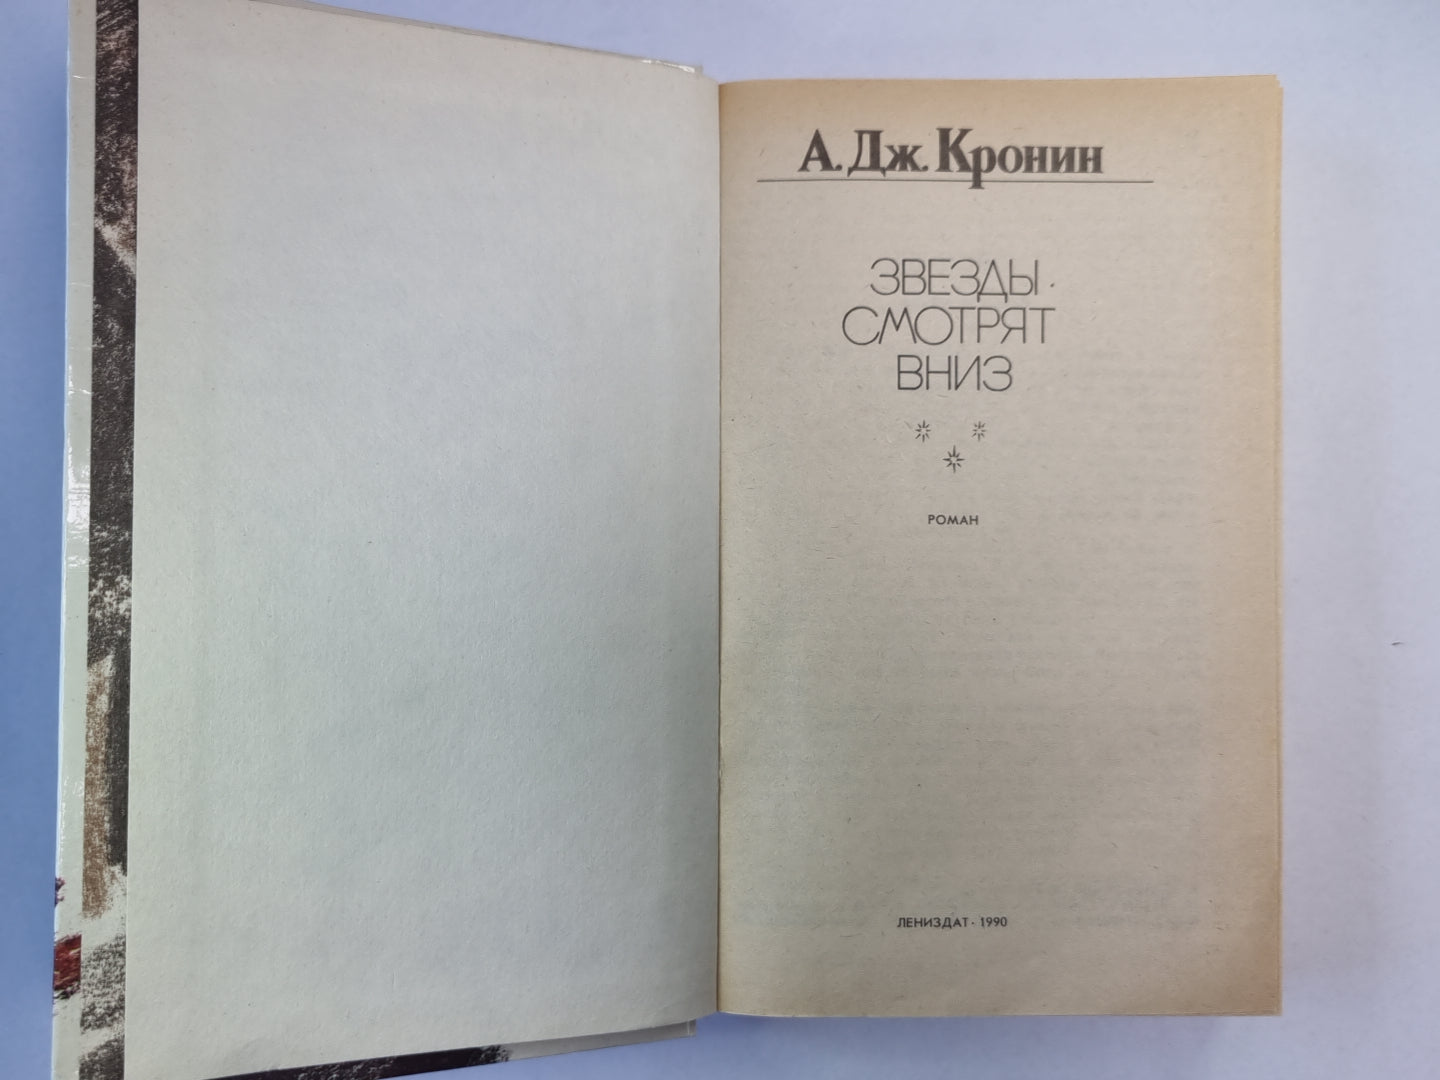 А. Дж. Кронин
ЗВЕЗДЫ
СМОТРЯТ
ВНИЗ
РОМАН
ЛЕНИЗДАТ · 1990